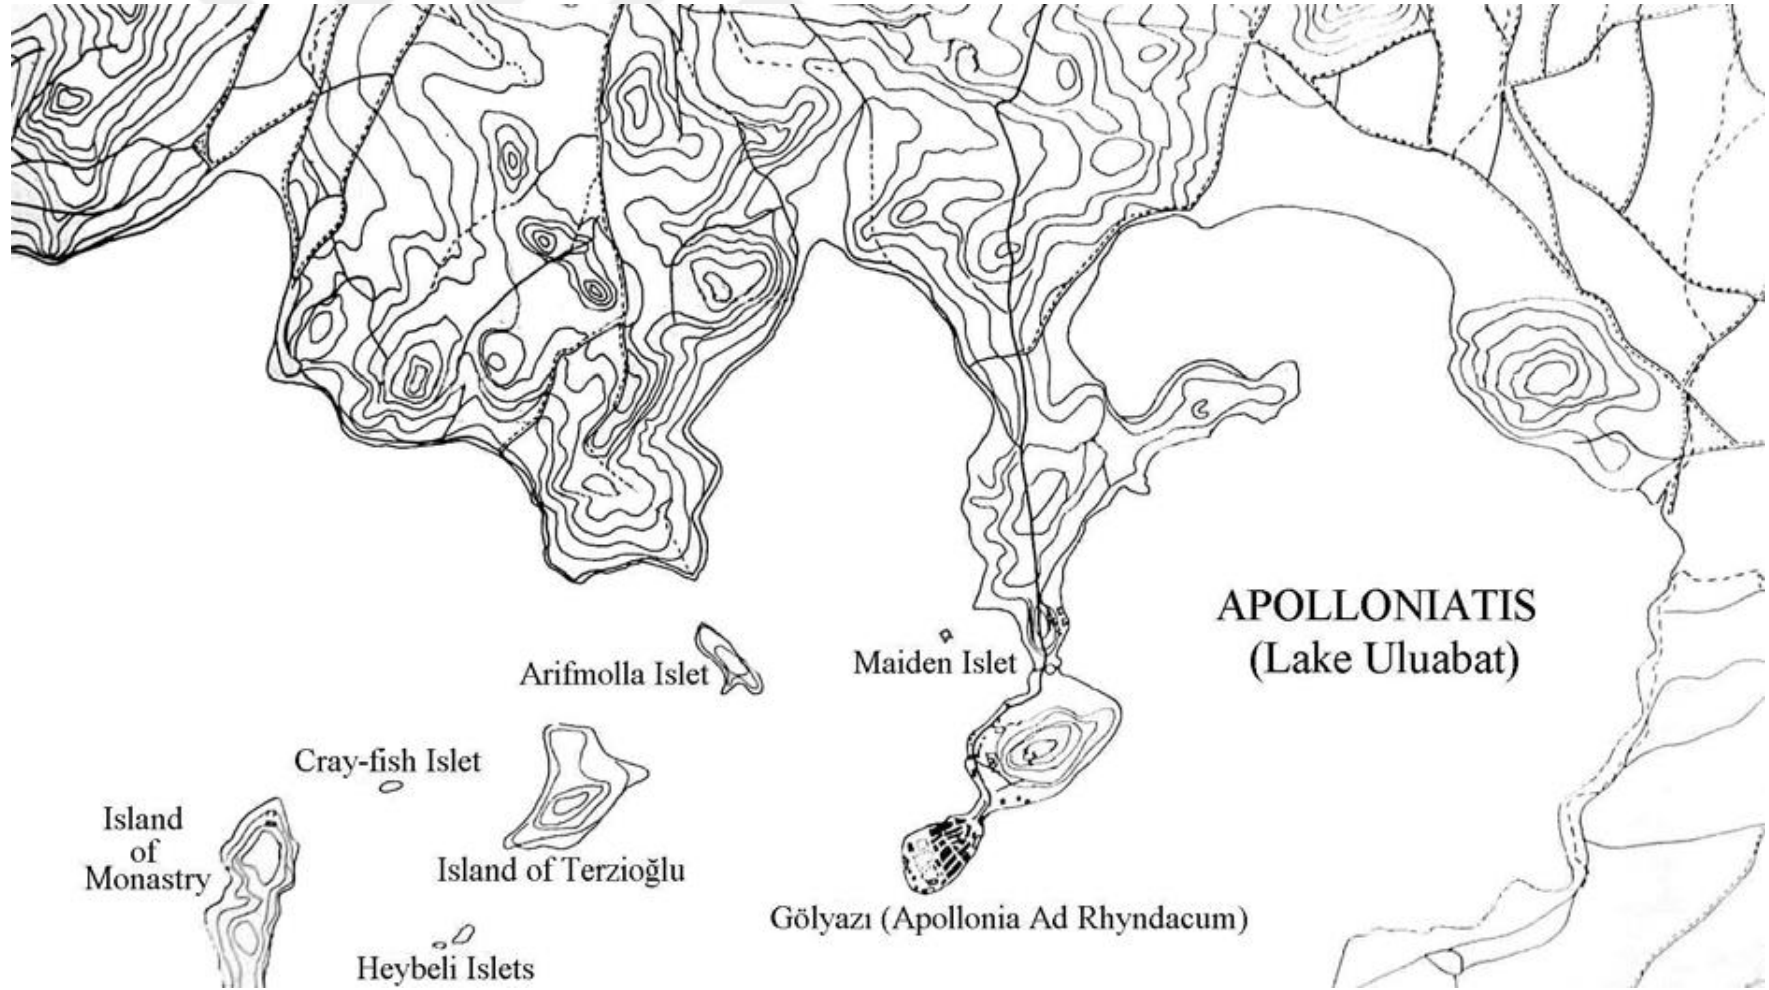 APOLLONIATIS
(Lake Uluabat)
Maiden Islet
Arifmolla Islet
Cray-fish Islet
Island
of
Monastry
Island of Terzioğlu
Gölyazı (Apollonia Ad Rhyndacum)
Heybeli Islets